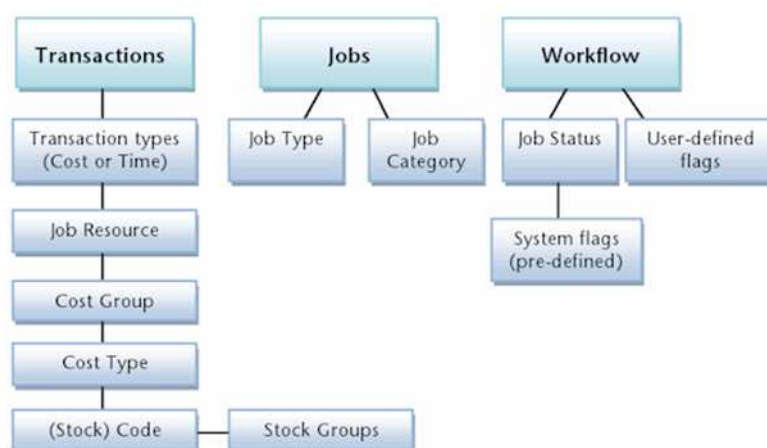 Transactions
Jobs
Workflow
Transaction types
(Cost or Time)
Job Type
Job
Category
Job Status
User-defined
flags
Job Resource
System flags
(pre-defined)
Cost Group
Cost Type
(Stock) Code
Stock Groups